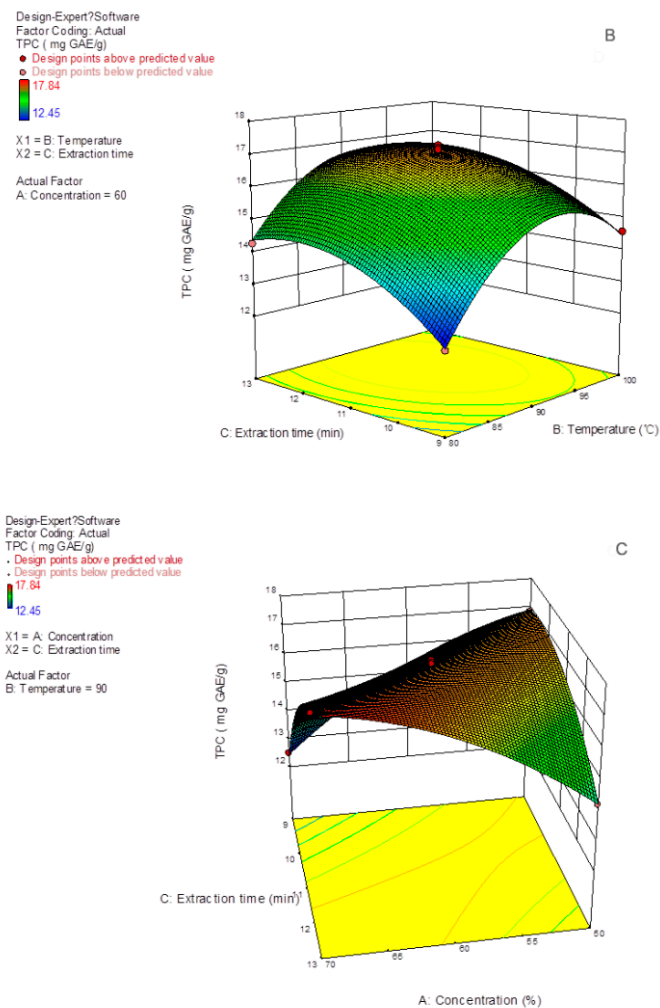 Design-Expert?Software
Factor Coding: Actual
TPC ( mg GAE/g)
Design points above predicted value
Design points below predicted value
17.84
12.45
X1 = B: Temperature
X2 = C: Extraction time
Actual Factor
A: Concentration = 60
B
18
17
16
15
14
13
12
TPC ( mg GAE/g)
13
12
11
10
9
80
85
90
95
100
C: Extraction time (min)
B: Temperature (℃)
Design-Expert?Software
Factor Coding: Actual
TPC ( mg GAE/g)
Design points above predicted value
Design points below predicted value
17.84
12.45
X1 = A: Concentration
X2 = C: Extraction time
Actual Factor
B: Temperature = 90
C
18
17
16
15
14
13
12
TPC ( mg GAE/g)
9
10
11
12
13
70
65
60
55
50
C: Extraction time (min)
A: Concentration (%)